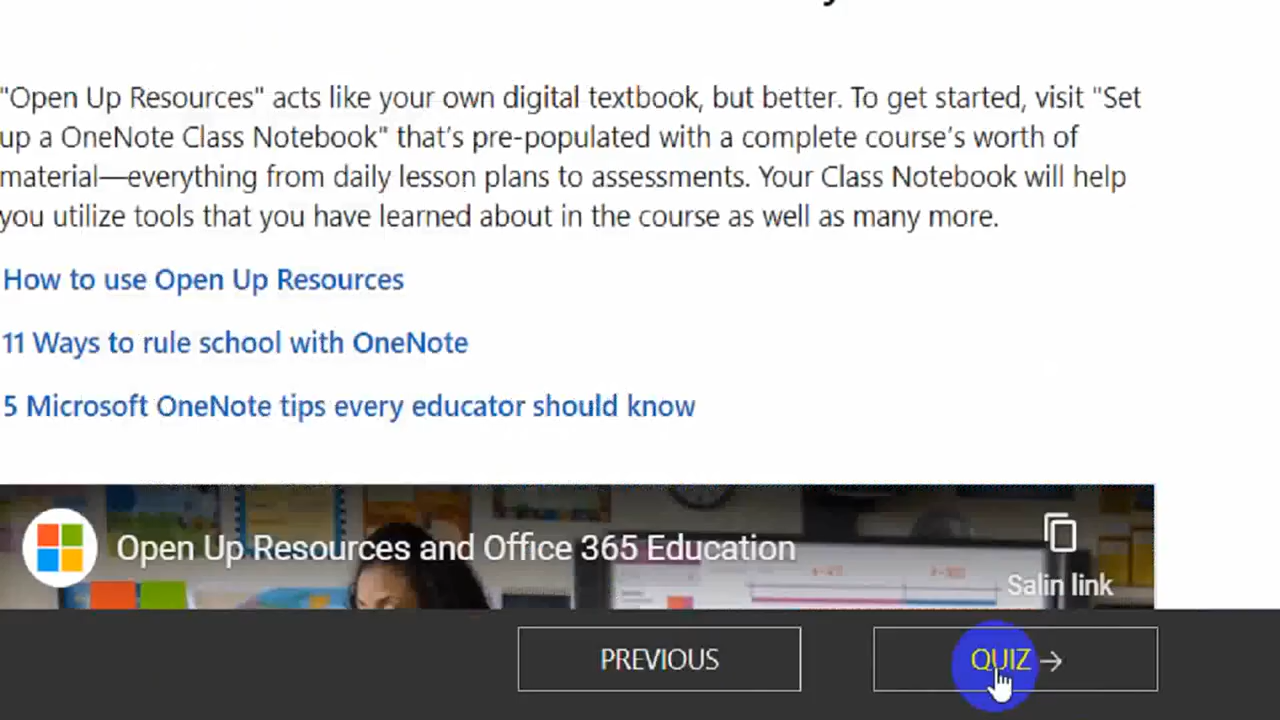 "Open Up Resources" acts like your own digital textbook, but better. To get started, visit "Set
up a OneNote Class Notebook" that's pre-populated with a complete course's worth of
material—everything from daily lesson plans to assessments. Your Class Notebook will help
you utilize tools that you have learned about in the course as well as many more.
How to use Open Up Resources
11 Ways to rule school with OneNote
5 Microsoft OneNote tips every educator should know
Open Up Resources and Office 365 Education
Salin link
PREVIOUS
QUIZ